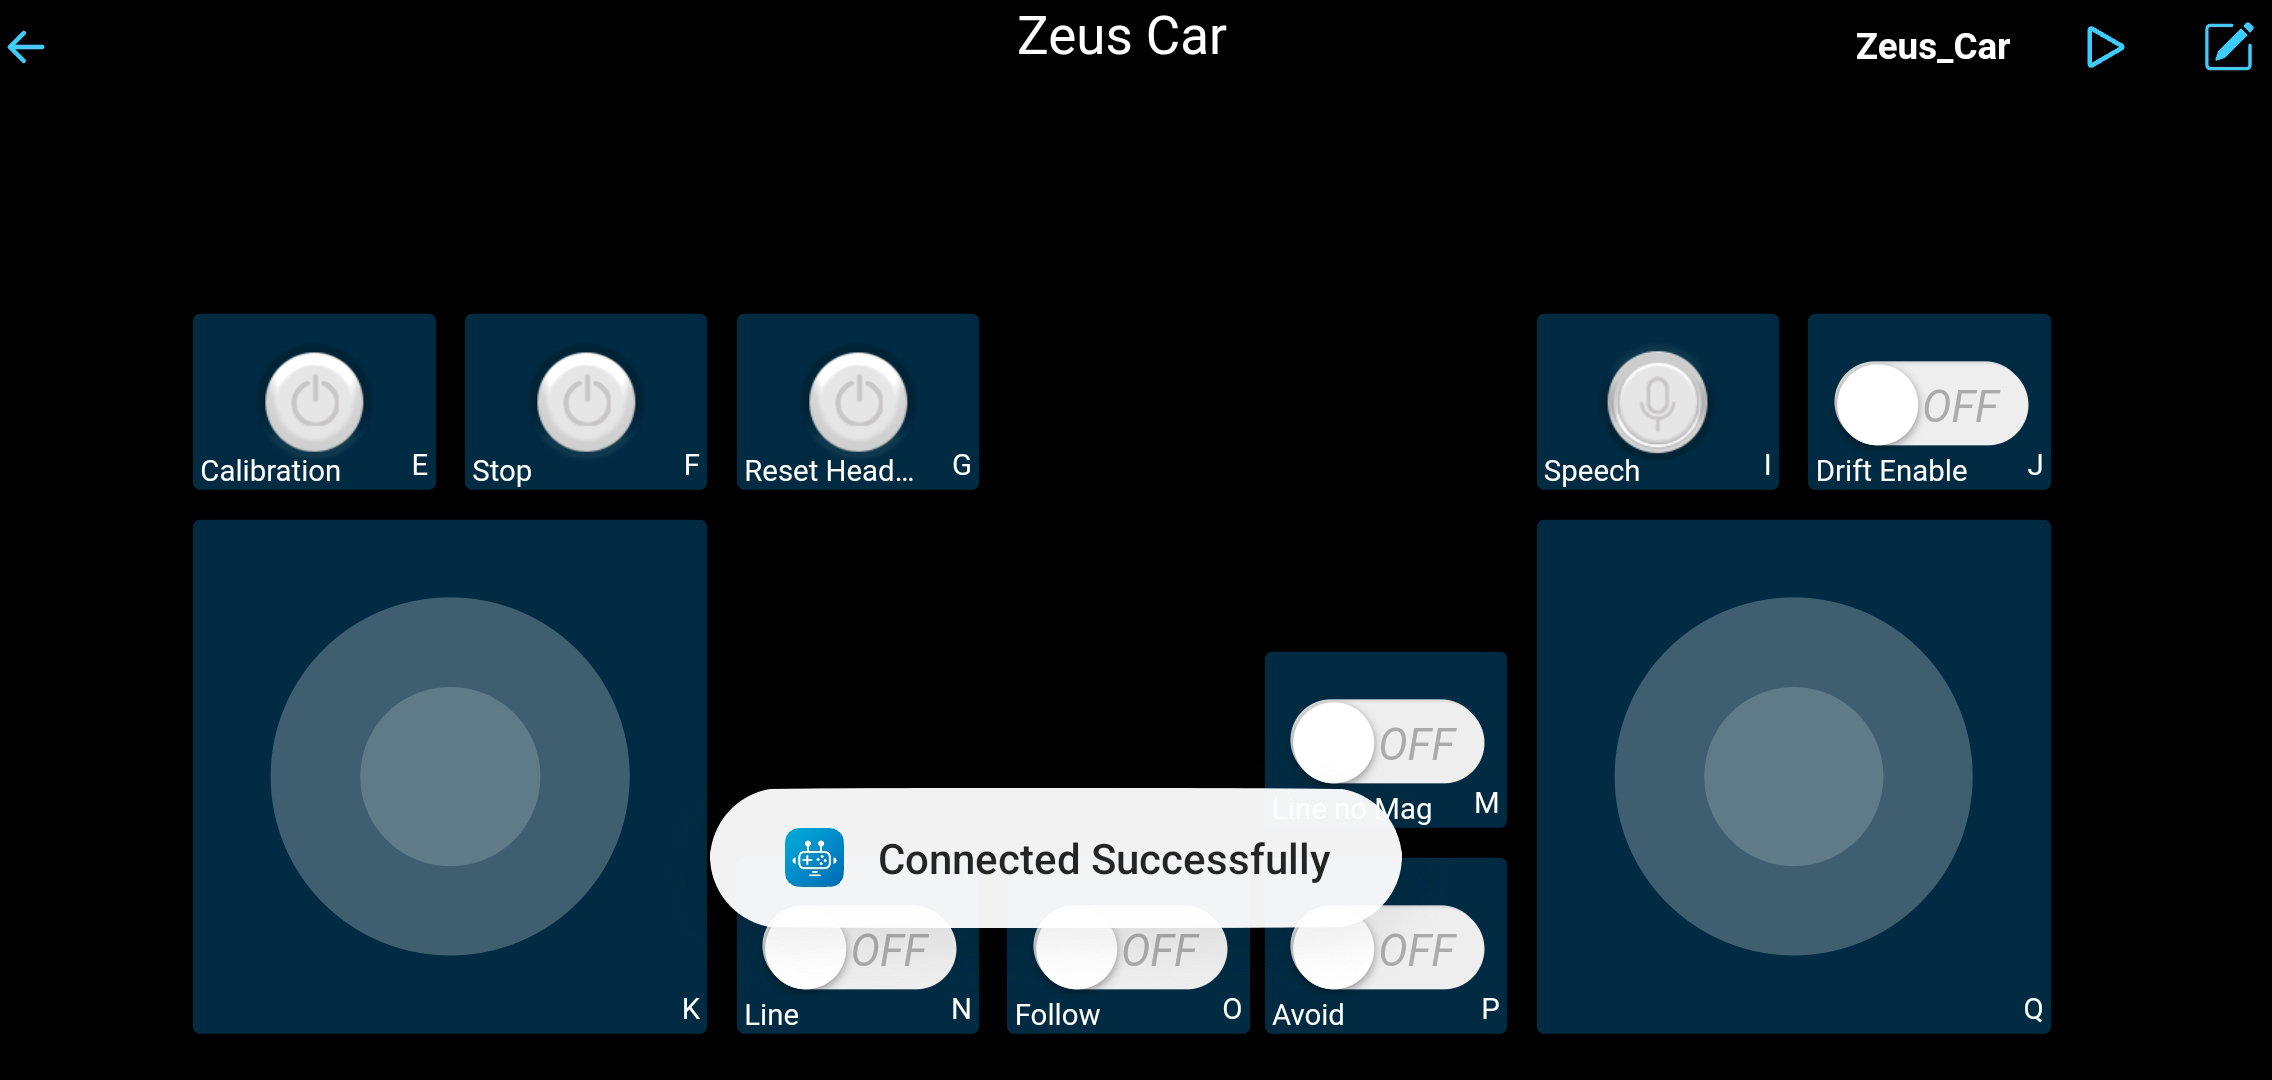 Zeus Car
Zeus_Car
Calibration E
Stop F
Reset Head... G
Speech I
OFF
Drift Enable J
OFF
Line no Mag M
Connected Successfully
K
OFF
Line N
OFF
Follow O
OFF
Avoid P
Q